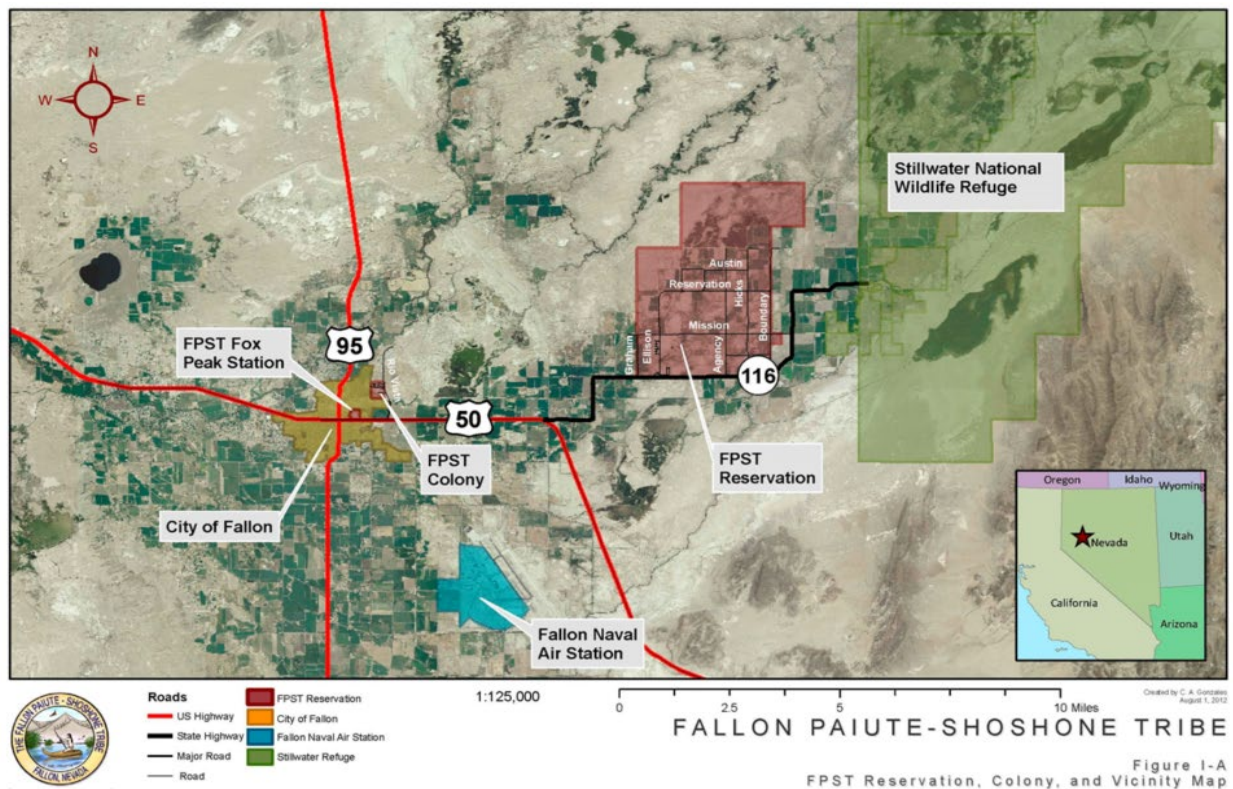 N
W
E
S
Stillwater National
Wildlife Refuge
Austin
Reservation
Hicks
Boundary
Mission
Graham
Ellison
Agency
95
FPST Fox
Peak Station
Rio Vista
116
50
FPST
Colony
FPST
Reservation
City of Fallon
Fallon Naval
Air Station
Oregon
Idaho
Wyoming
Nevada
Utah
California
Arizona
THE FALLON PAIUTE - SHOSHONE TRIBE
FALLON, NEVADA
Roads
US Highway
State Highway
Major Road
Road
FPST Reservation
City of Fallon
Fallon Naval Air Station
Stillwater Refuge
1:125,000
0
2.5
5
10 Miles
Created by C. A. Gonzales
August 1, 2012
FALLON PAIUTE-SHOSHONE TRIBE
Figure I-A
FPST Reservation, Colony, and Vicinity Map